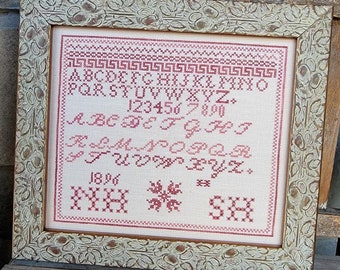 ABCDEFGHIJKLMNO
PQRSTUVWXYZ.
1234567890
ABCDEFGHI
KLMNOPQR
STUVWXYZ.
1896
NH SH